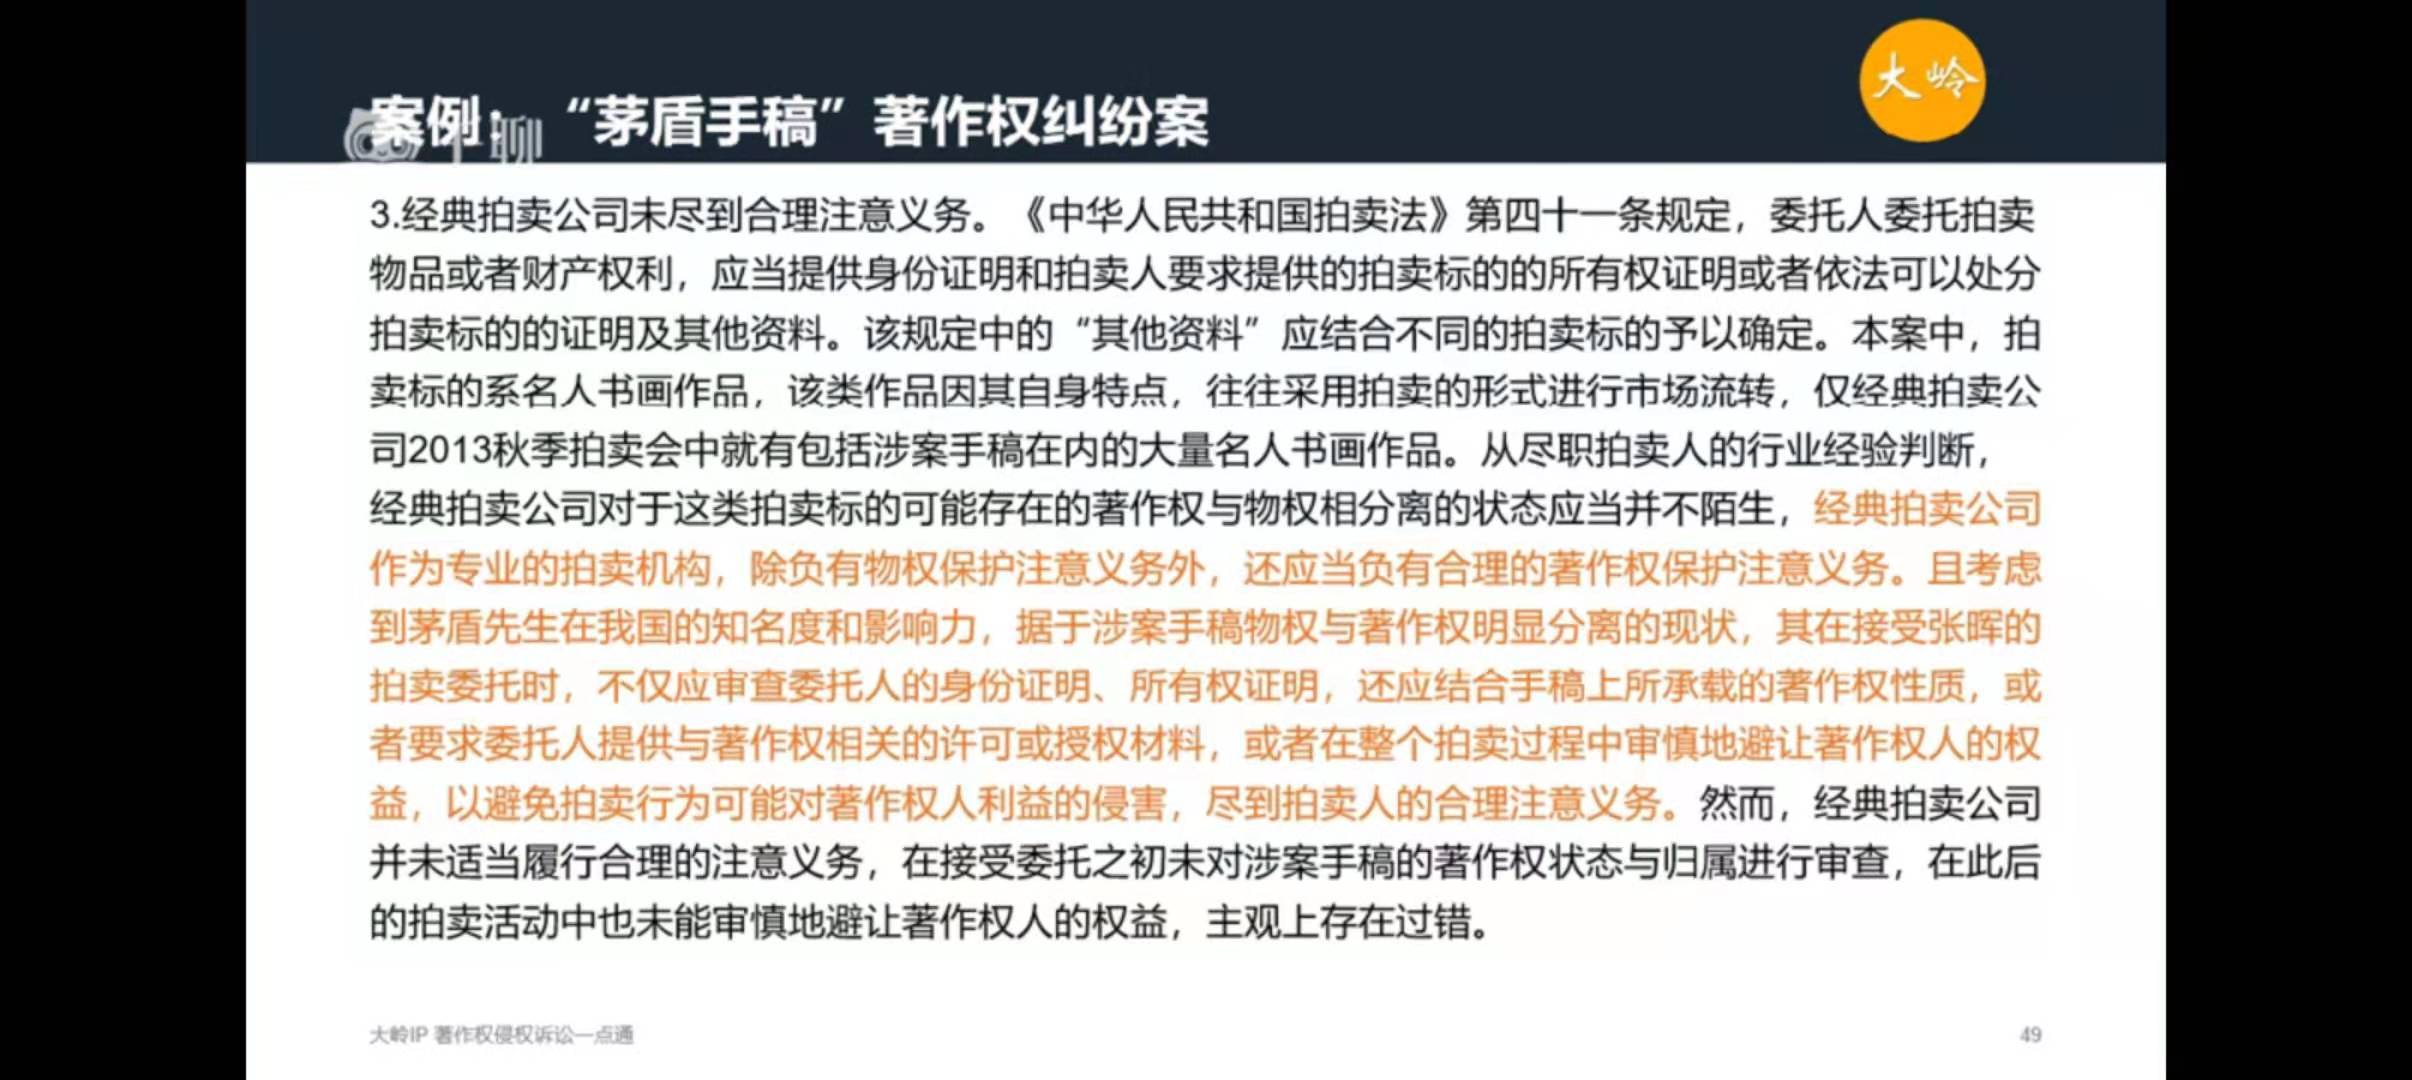 大岭
案例：“茅盾手稿”著作权纠纷案
千聊
3.经典拍卖公司未尽到合理注意义务。《中华人民共和国拍卖法》第四十一条规定，委托人委托拍卖
物品或者财产权利，应当提供身份证明和拍卖人要求提供的拍卖标的的所有权证明或者依法可以处分
拍卖标的的证明及其他资料。该规定中的“其他资料”应结合不同的拍卖标的予以确定。本案中，拍
卖标的系名人书画作品，该类作品因其自身特点，往往采用拍卖的形式进行市场流转，仅经典拍卖公
司2013秋季拍卖会中就有包括涉案手稿在内的大量名人书画作品。从尽职拍卖人的行业经验判断，
经典拍卖公司对于这类拍卖标的可能存在的著作权与物权相分离的状态应当并不陌生，经典拍卖公司
作为专业的拍卖机构，除负有物权保护注意义务外，还应当负有合理的著作权保护注意义务。且考虑
到茅盾先生在我国的知名度和影响力，据于涉案手稿物权与著作权明显分离的现状，其在接受张晖的
拍卖委托时，不仅应审查委托人的身份证明、所有权证明，还应结合手稿上所承载的著作权性质，或
者要求委托人提供与著作权相关的许可或授权材料，或者在整个拍卖过程中审慎地避让著作权人的权
益，以避免拍卖行为可能对著作权人利益的侵害，尽到拍卖人的合理注意义务。然而，经典拍卖公司
并未适当履行合理的注意义务，在接受委托之初未对涉案手稿的著作权状态与归属进行审查，在此后
的拍卖活动中也未能审慎地避让著作权人的权益，主观上存在过错。
大岭IP 著作权侵权诉讼一点通
49